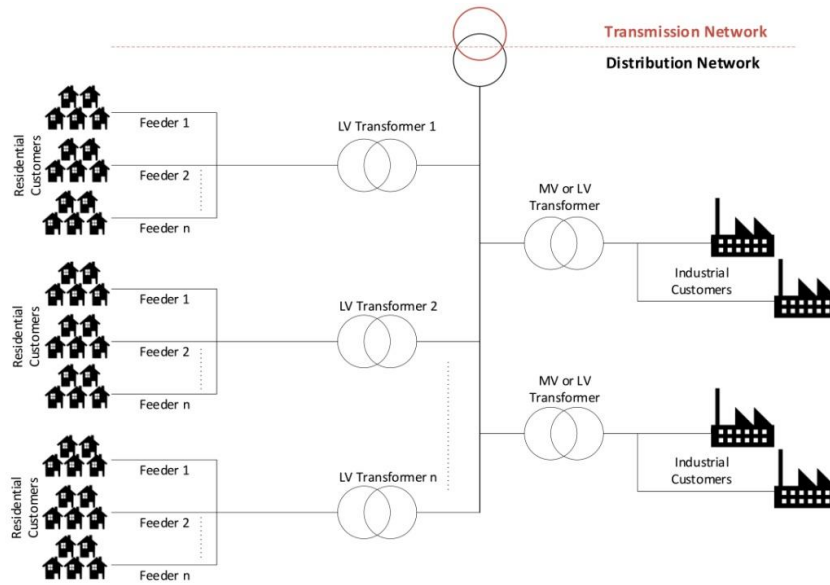 Transmission Network
Distribution Network
Residential
Customers
Feeder 1
Feeder 2
Feeder n
LV Transformer 1
MV or LV
Transformer
Industrial
Customers
Residential
Customers
Feeder 1
Feeder 2
Feeder n
LV Transformer 2
MV or LV
Transformer
Industrial
Customers
Residential
Customers
Feeder 1
Feeder 2
Feeder n
LV Transformer n